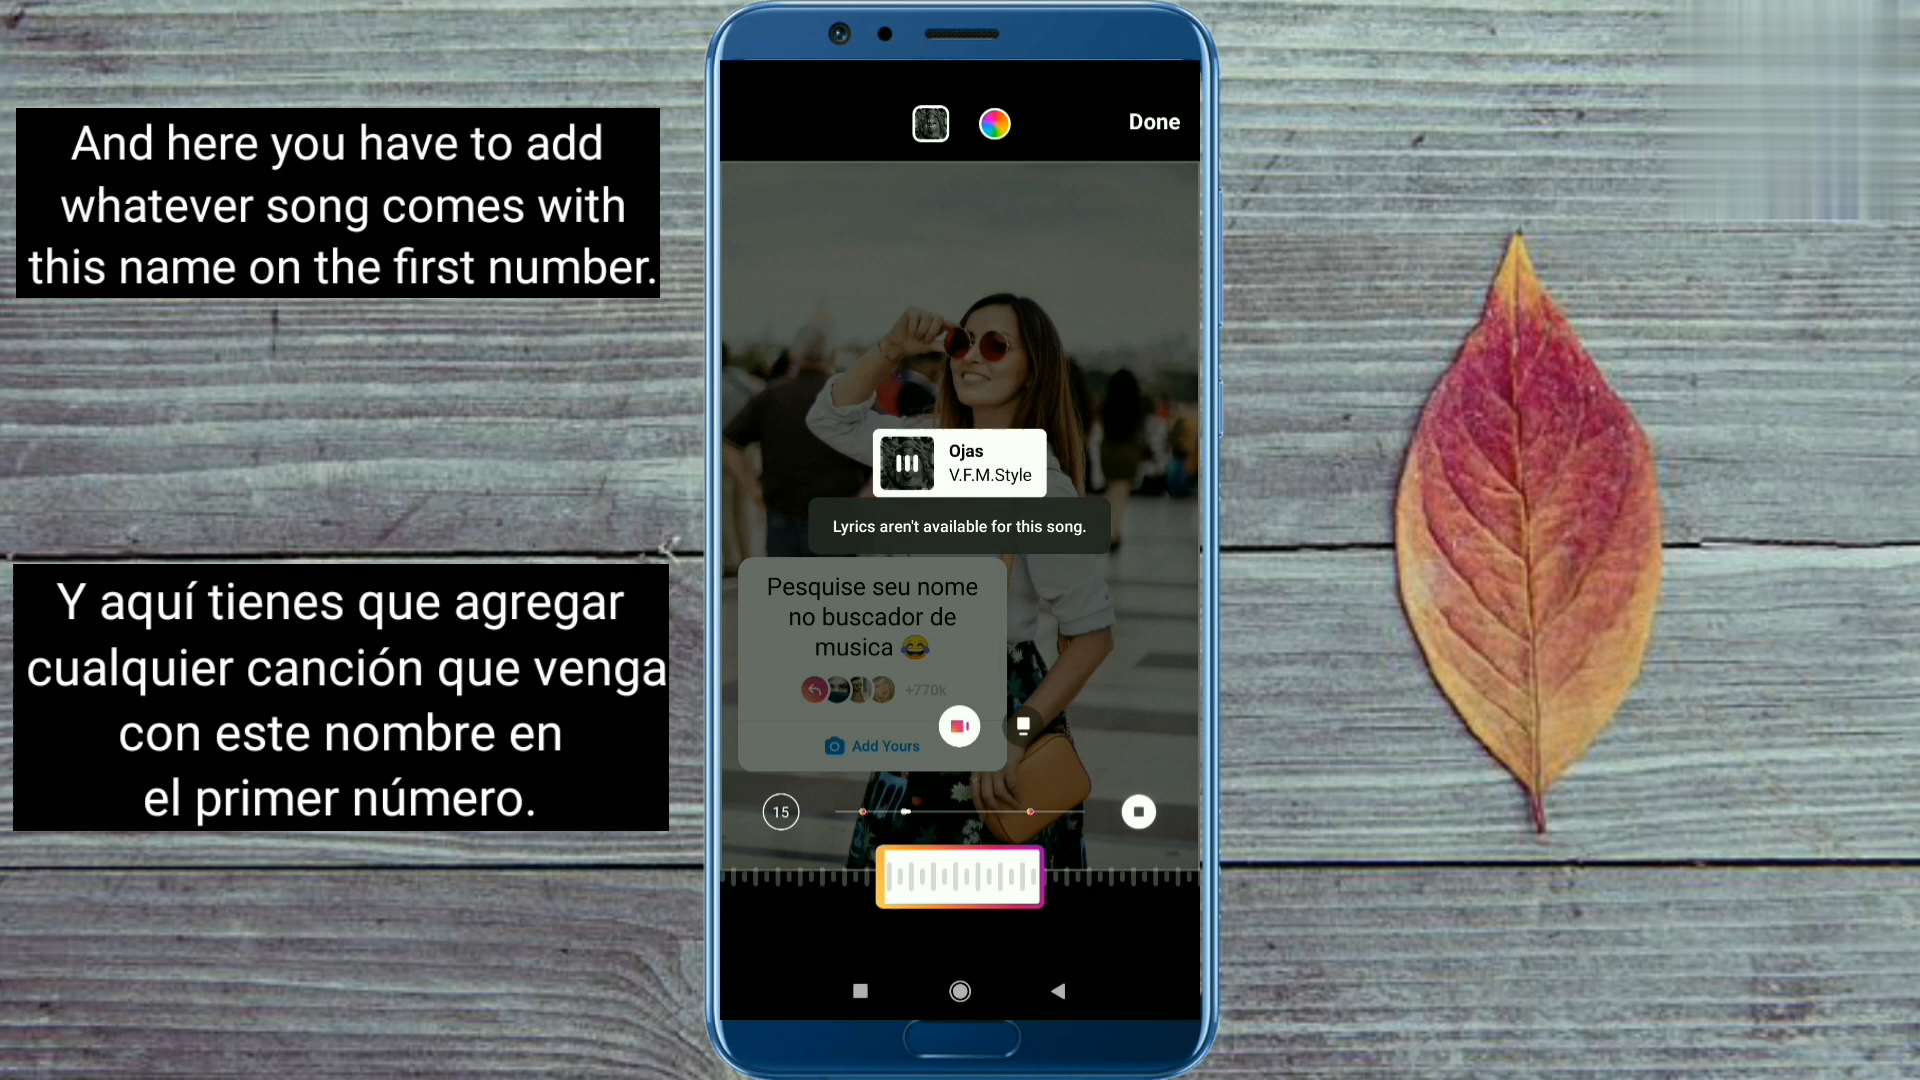 And here you have to add
whatever song comes with
this name on the first number.
Y aquí tienes que agregar
cualquier canción que venga
con este nombre en
el primer número.
Done
Ojas
V.F.M.Style
Lyrics aren't available for this song.
Pesquise seu nome
no buscador de
musica 😂
+770k
Add Yours
15